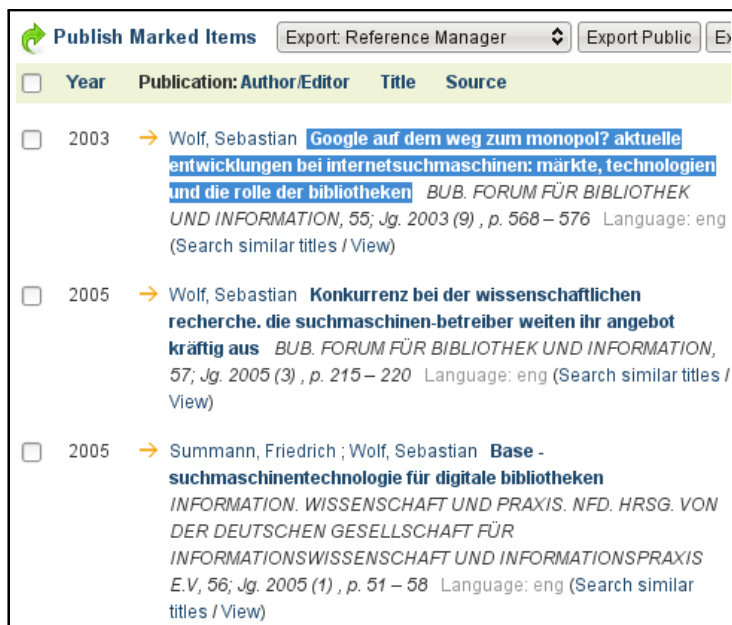 Publish Marked Items Export: Reference Manager Export Public Ex
Year Publication: Author/Editor Title Source
2003 → Wolf, Sebastian Google auf dem weg zum monopol? aktuelle
entwicklungen bei internetsuchmaschinen: märkte, technologien
und die rolle der bibliotheken BUB. FORUM FÜR BIBLIOTHEK
UND INFORMATION, 55; Jg. 2003 (9) , p. 568 – 576 Language: eng
(Search similar titles / View)
2005 → Wolf, Sebastian Konkurrenz bei der wissenschaftlichen
recherche. die suchmaschinen-betreiber weiten ihr angebot
kräftig aus BUB. FORUM FÜR BIBLIOTHEK UND INFORMATION,
57; Jg. 2005 (3) , p. 215 – 220 Language: eng (Search similar titles /
View)
2005 → Summann, Friedrich ; Wolf, Sebastian Base -
suchmaschinentechnologie für digitale bibliotheken
INFORMATION. WISSENSCHAFT UND PRAXIS. NFD. HRSG. VON
DER DEUTSCHEN GESELLSCHAFT FÜR
INFORMATIONSWISSENSCHAFT UND INFORMATIONSPRAXIS
E.V, 56; Jg. 2005 (1) , p. 51 – 58 Language: eng (Search similar
titles / View)